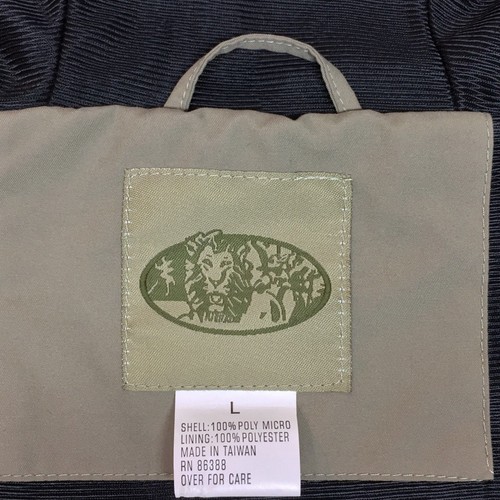 L
SHELL:100% POLY MICRO
LINING:100% POLYESTER
MADE IN TAIWAN
RN 86388
OVER FOR CARE